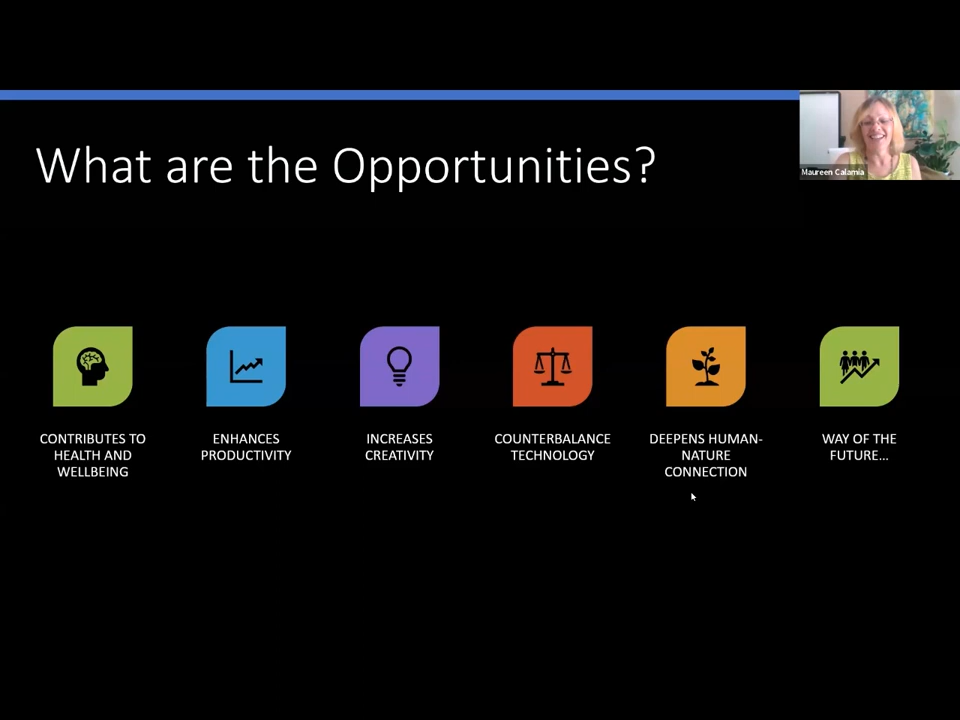 What are the Opportunities?
Maureen Calamia
CONTRIBUTES TO
HEALTH AND
WELLBEING
ENHANCES
PRODUCTIVITY
INCREASES
CREATIVITY
COUNTERBALANCE
TECHNOLOGY
DEEPENS HUMAN-
NATURE
CONNECTION
WAY OF THE
FUTURE...